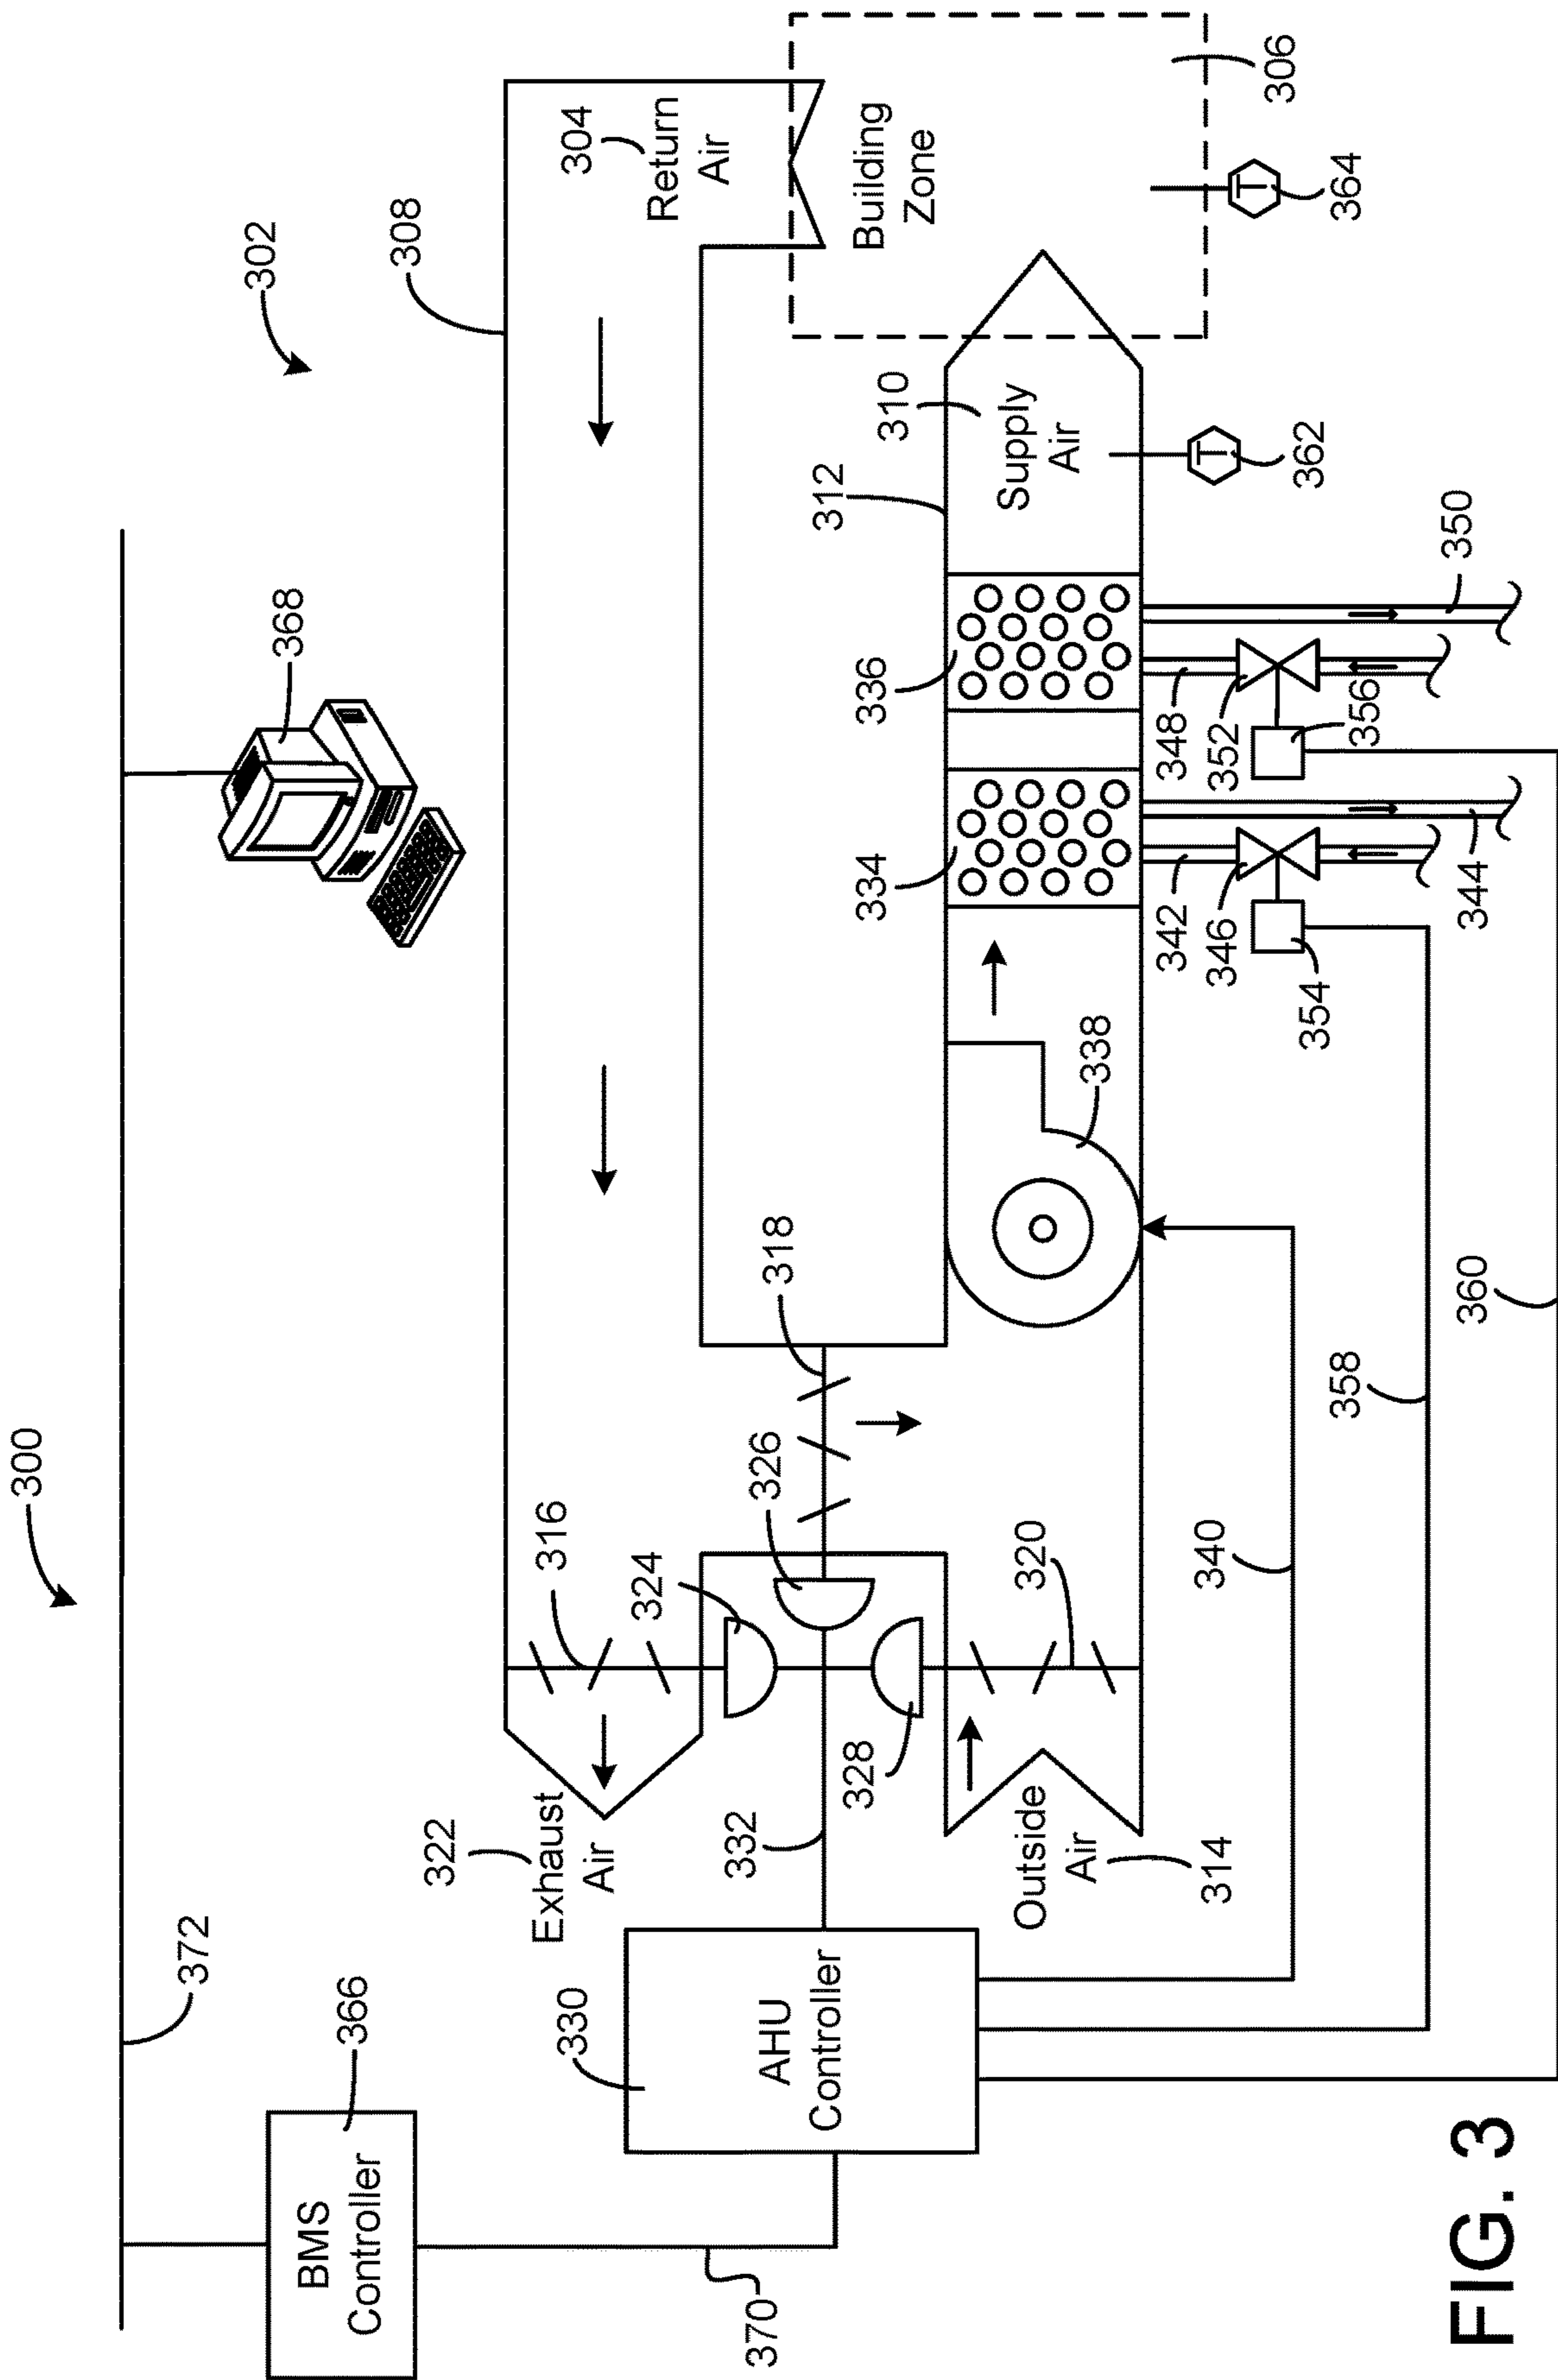 300
372
368
302
366
BMS
Controller
370
308
322
Exhaust
Air
316
324
304
Return
Air
330
AHU
Controller
332
326
318
328
Building
Zone
306
Outside
Air
314
320
338
334
336
312
310
Supply
Air
342
346
354
344
348
352
356
350
362
364
340
358
360
FIG. 3
T
T